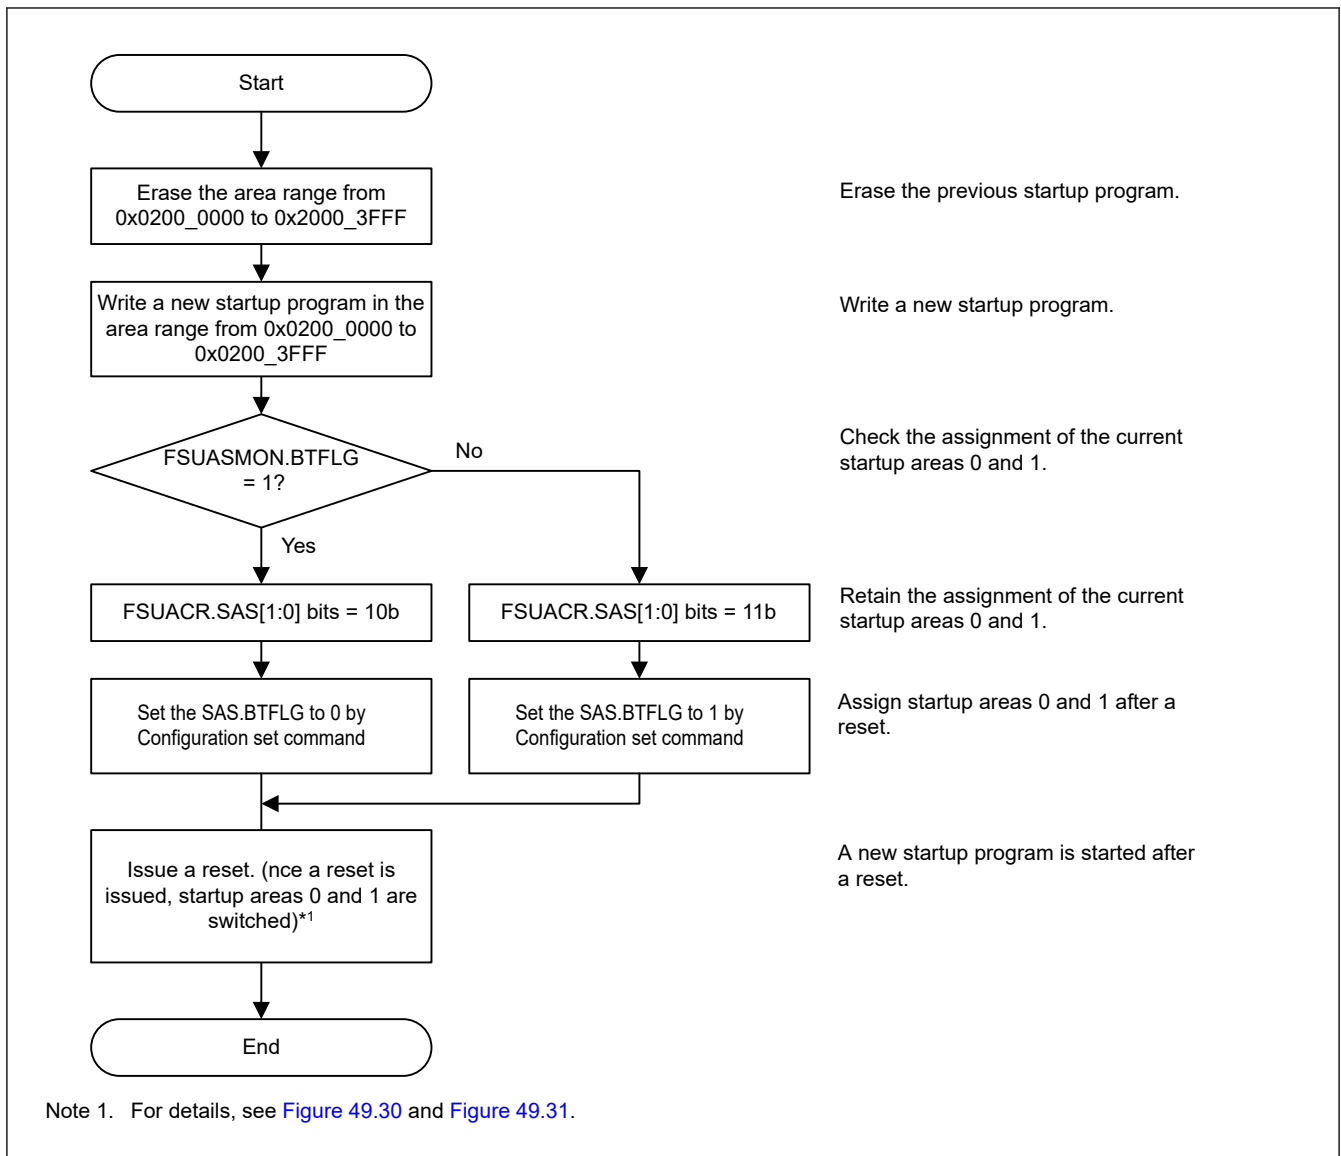 Start
Erase the area range from
0x0200_0000 to 0x2000_3FFF
Erase the previous startup program.
Write a new startup program in the
area range from 0x0200_0000 to
0x0200_3FFF
Write a new startup program.
FSUASMON.BTFLG
= 1?
No
Yes
Check the assignment of the current
startup areas 0 and 1.
FSUACR.SAS[1:0] bits = 10b
FSUACR.SAS[1:0] bits = 11b
Retain the assignment of the current
startup areas 0 and 1.
Set the SAS.BTFLG to 0 by
Configuration set command
Set the SAS.BTFLG to 1 by
Configuration set command
Assign startup areas 0 and 1 after a
reset.
Issue a reset. (nce a reset is
issued, startup areas 0 and 1 are
switched)*1
A new startup program is started after
a reset.
End
Note 1. For details, see Figure 49.30 and Figure 49.31.